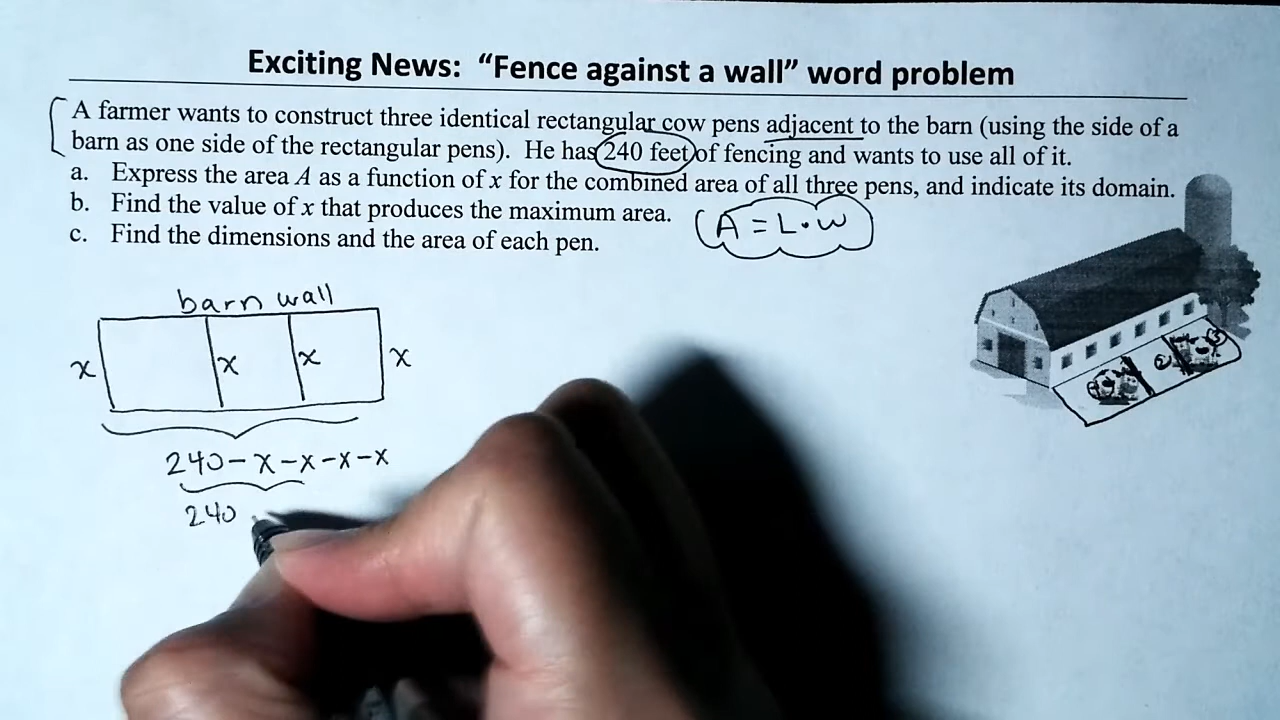 Exciting News: “Fence against a wall” word problem
A farmer wants to construct three identical rectangular cow pens adjacent to the barn (using the side of a
barn as one side of the rectangular pens). He has 240 feet of fencing and wants to use all of it.
a. Express the area A as a function of x for the combined area of all three pens, and indicate its domain.
b. Find the value of x that produces the maximum area.
c. Find the dimensions and the area of each pen.
A = L·W
barn wall
x x x x
240-x-x-x-x
240